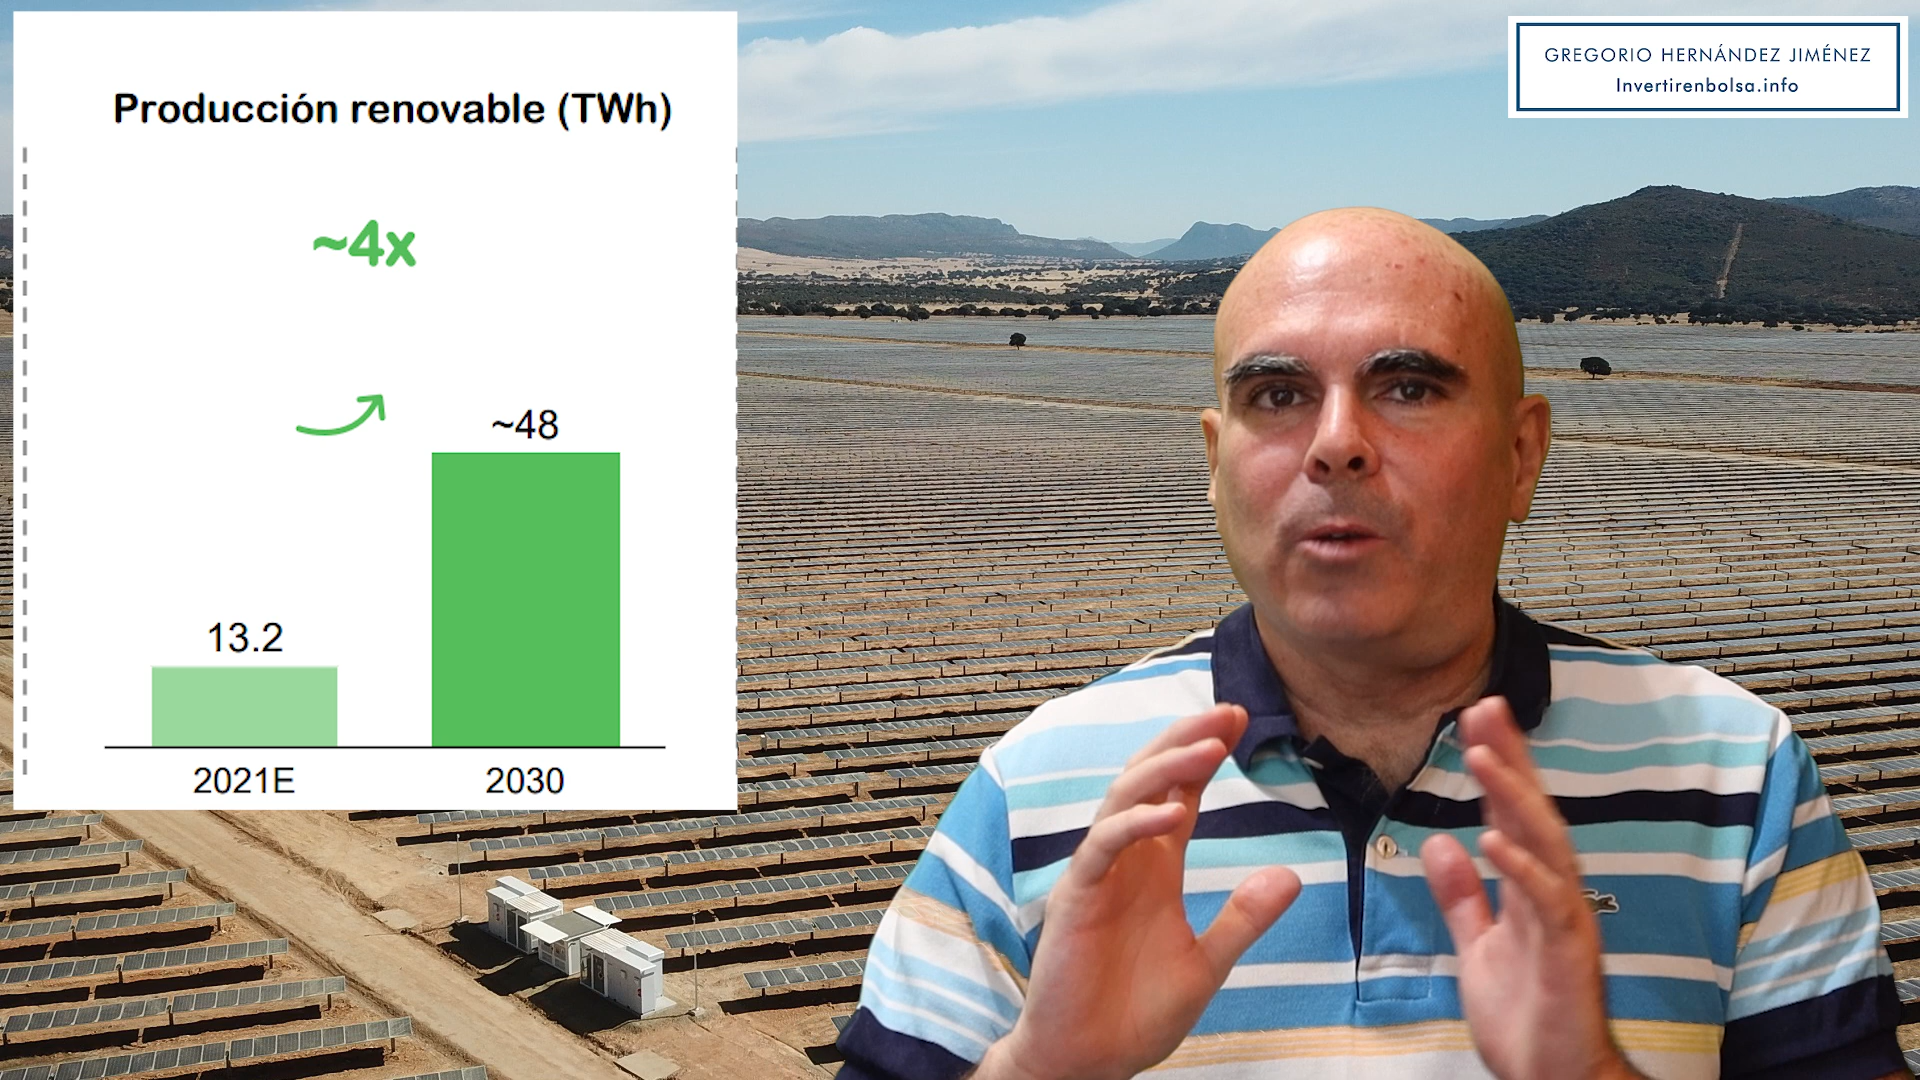 Producción renovable (TWh)
~4x
~48
13.2
2021E
2030
GREGORIO HERNÁNDEZ JIMÉNEZ
Invertirenbolsa.info